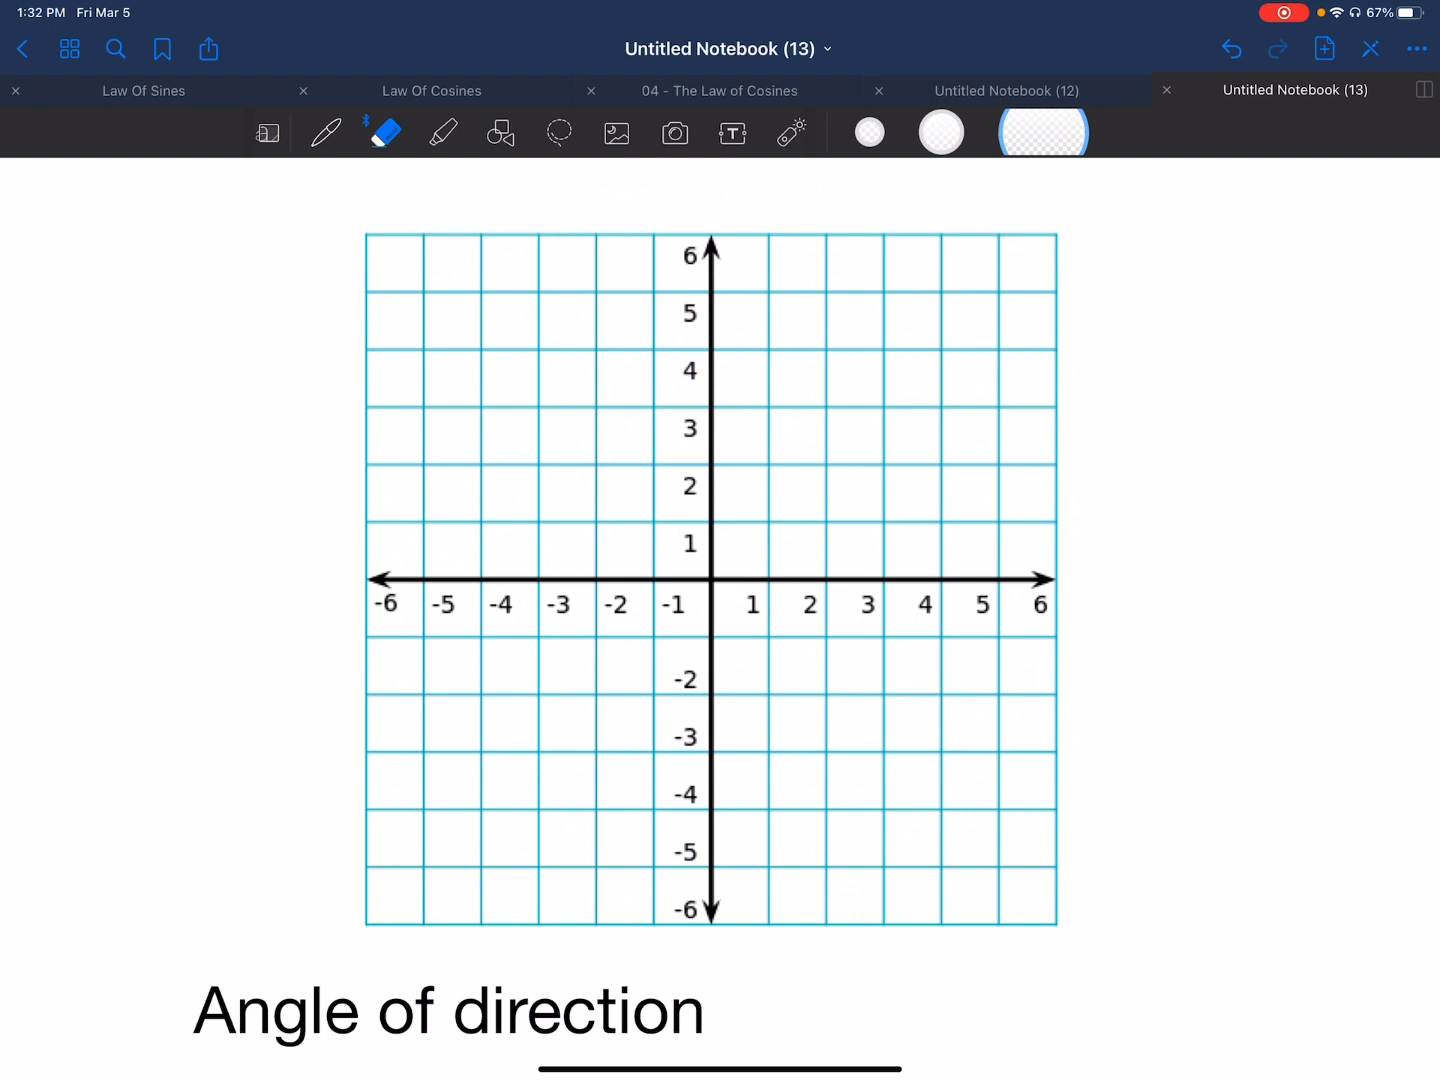 1:32 PM Fri Mar 5
67%
Untitled Notebook (13)
Law Of Sines
Law Of Cosines
04 - The Law of Cosines
Untitled Notebook (12)
Untitled Notebook (13)
T
6
5
4
3
2
1
-6 -5 -4 -3 -2 -1 1 2 3 4 5 6
-2
-3
-4
-5
-6
Angle of direction